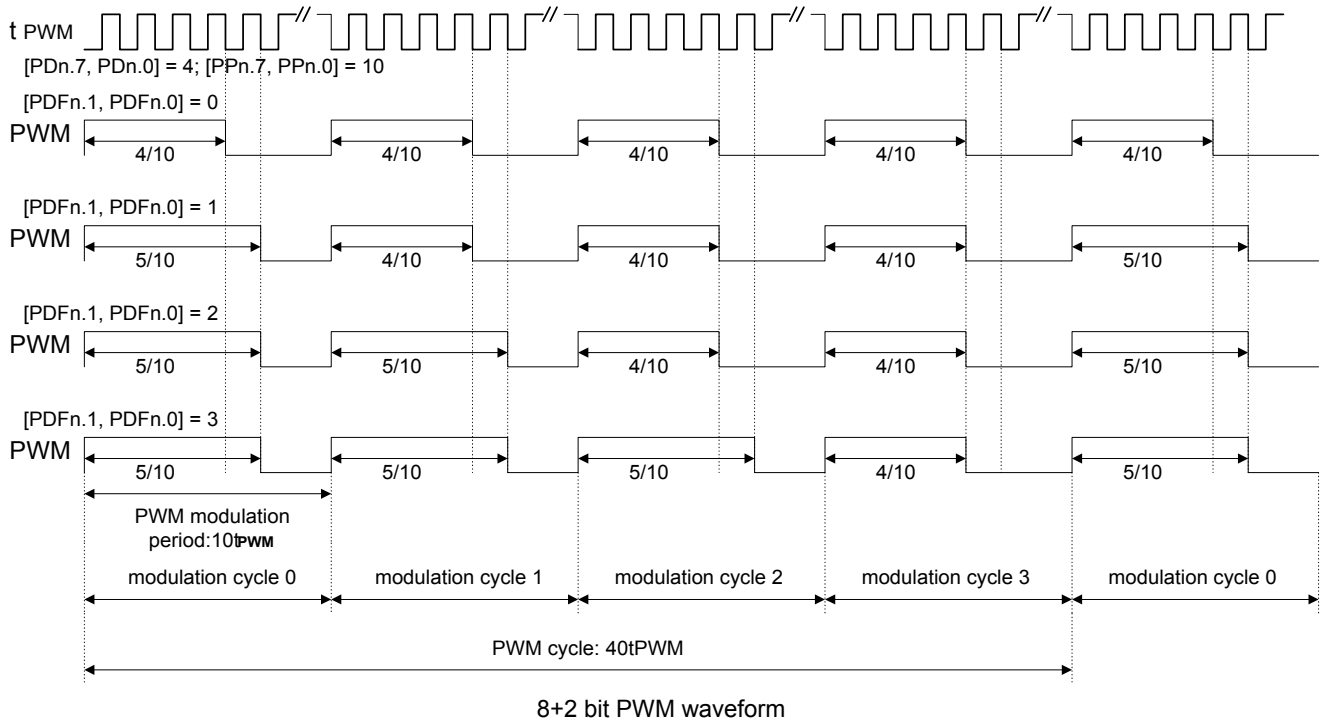 t PWM
[PDn.7, PDn.0] = 4; [PPn.7, PPn.0] = 10
[PDFn.1, PDFn.0] = 0
PWM
4/10 4/10 4/10 4/10 4/10
[PDFn.1, PDFn.0] = 1
PWM
5/10 4/10 4/10 4/10 5/10
[PDFn.1, PDFn.0] = 2
PWM
5/10 5/10 4/10 4/10 5/10
[PDFn.1, PDFn.0] = 3
PWM
5/10 5/10 5/10 4/10 5/10
PWM modulation
period:10tPWM
modulation cycle 0 modulation cycle 1 modulation cycle 2 modulation cycle 3 modulation cycle 0
PWM cycle: 40tPWM
8+2 bit PWM waveform